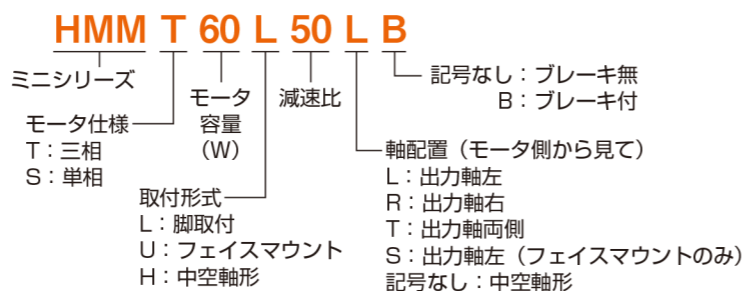 HMM T 60 L 50 L B
ミニシリーズ
モータ仕様
T：三相
S：単相
モータ
容量
（W）
減速比
記号なし：ブレーキ無
B：ブレーキ付
取付形式
L：脚取付
U：フェイスマウント
H：中空軸形
軸配置（モータ側から見て）
L：出力軸左
R：出力軸右
T：出力軸両側
S：出力軸左（フェイスマウントのみ）
記号なし：中空軸形